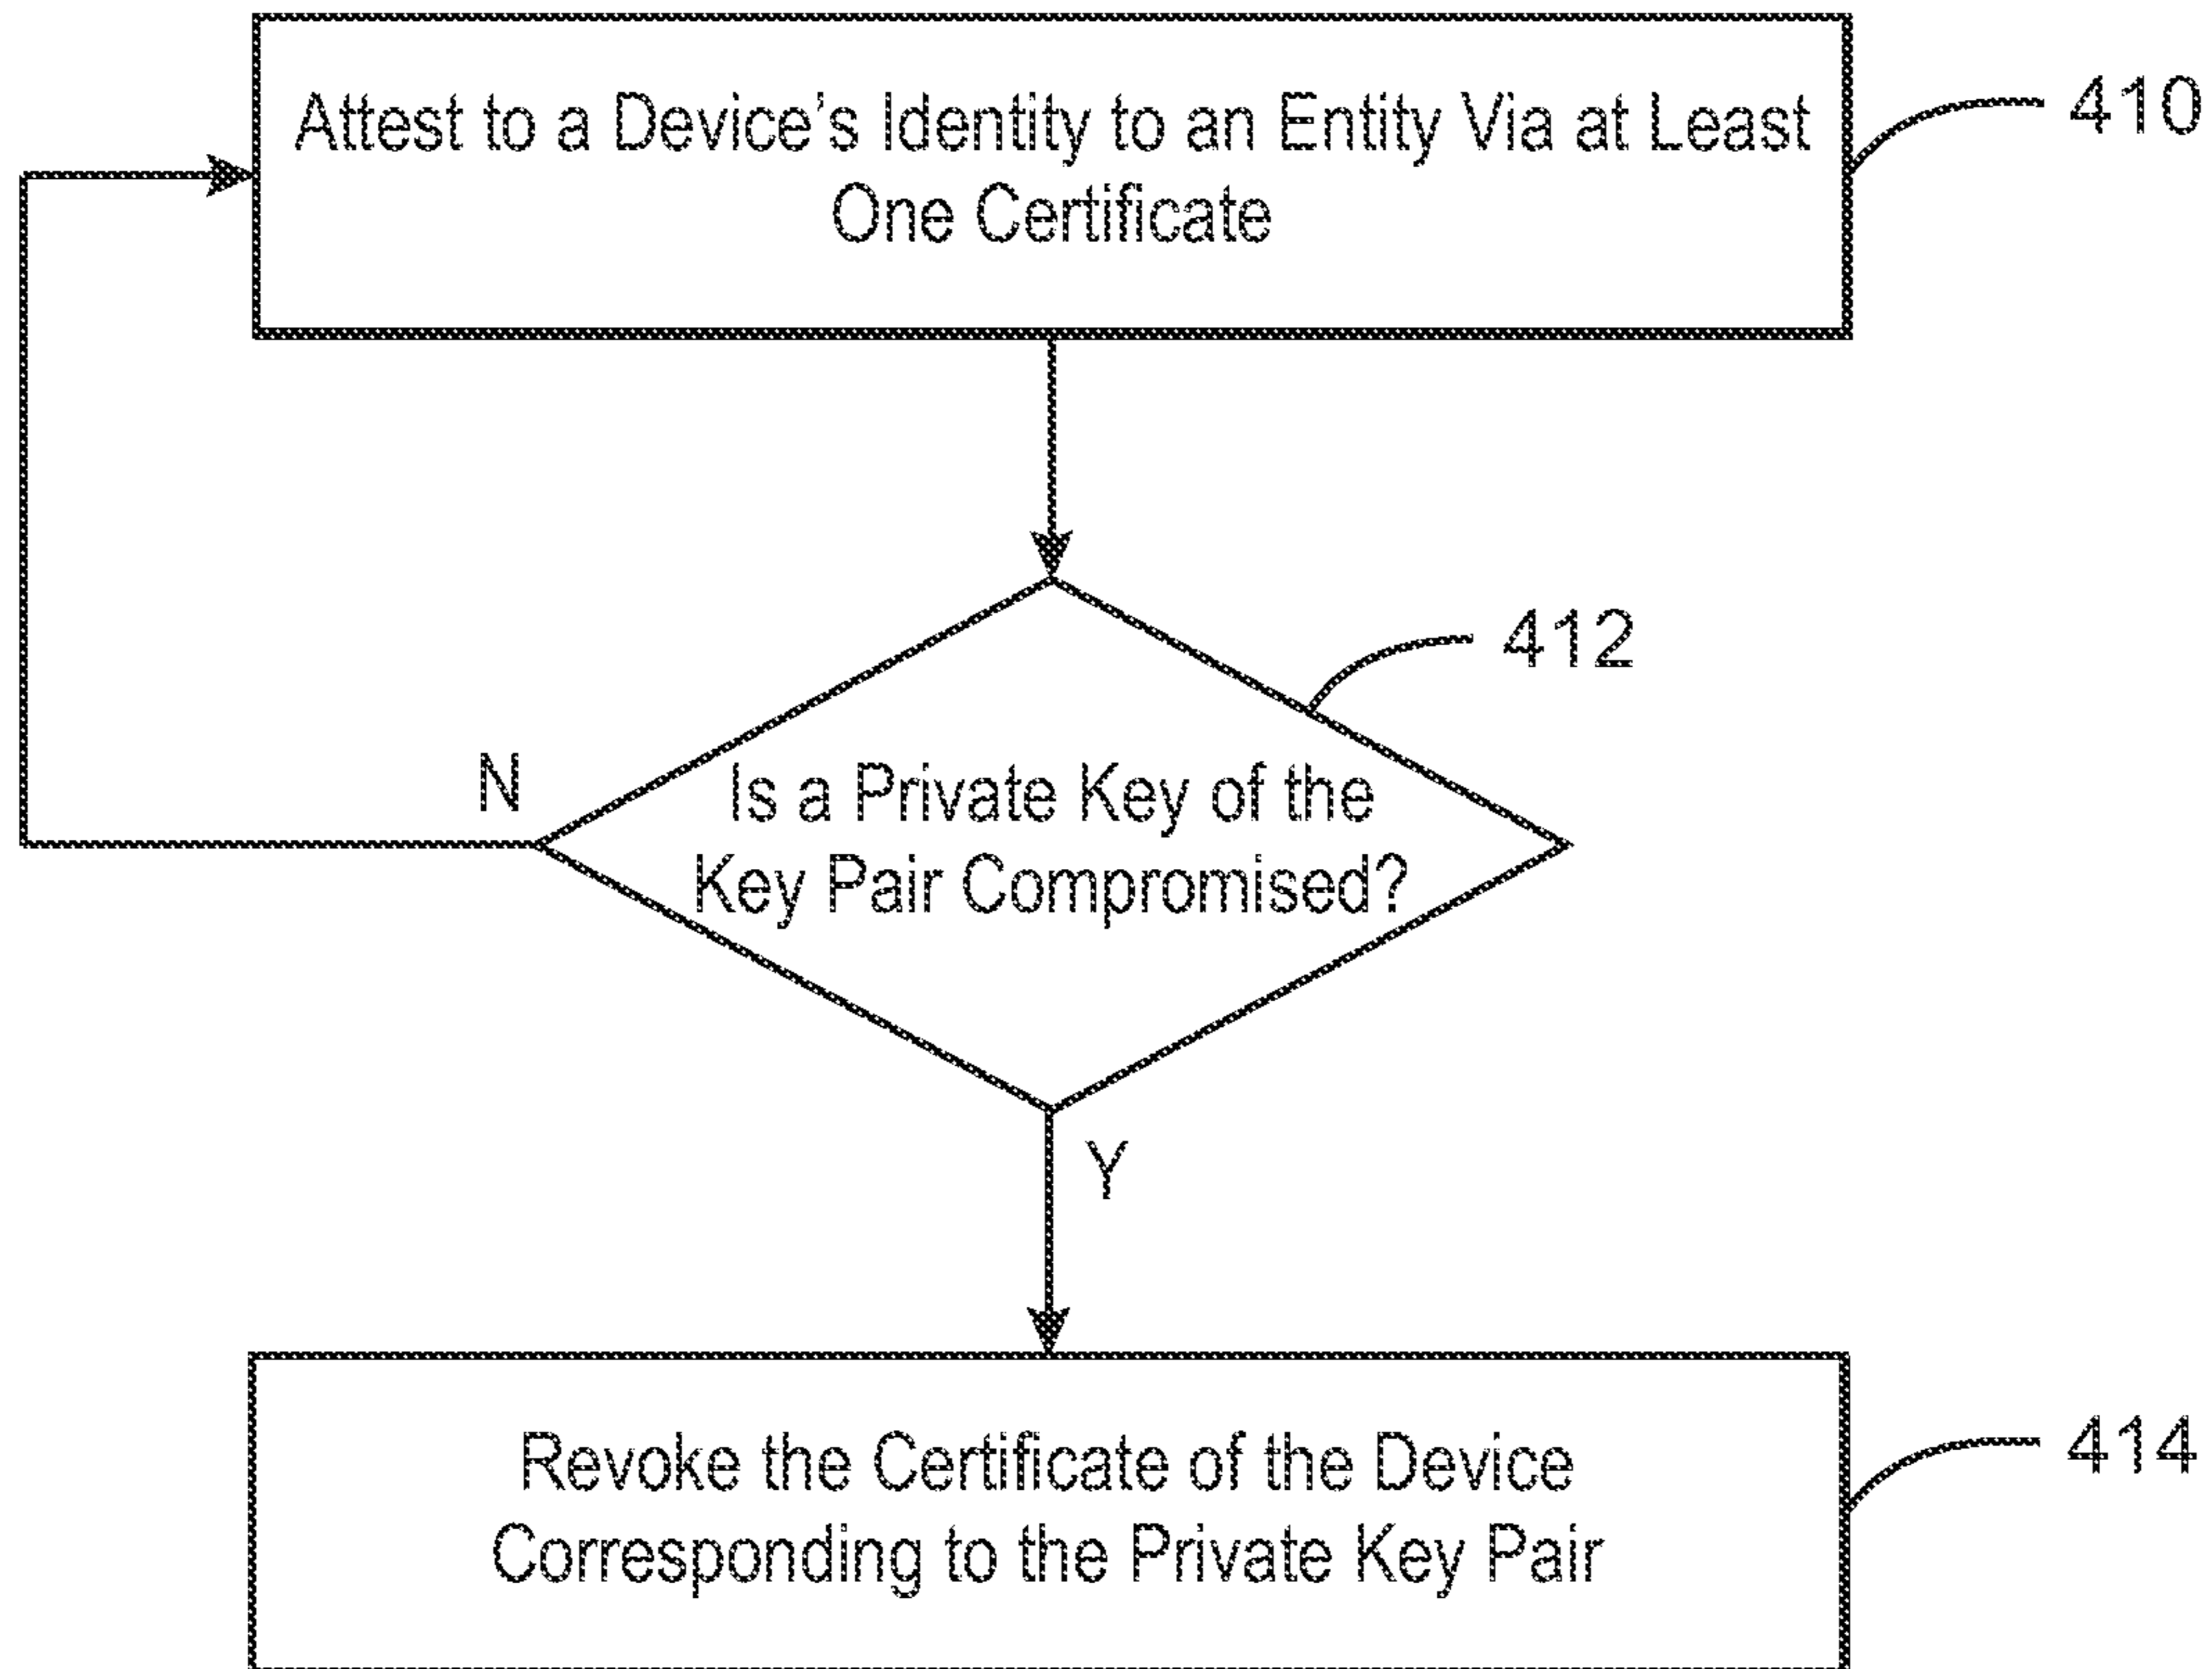 Attest to a Device's Identity to an Entity Via at Least
One Certificate
410
412
Is a Private Key of the
Key Pair Compromised?
N
Y
Revoke the Certificate of the Device
Corresponding to the Private Key Pair
414